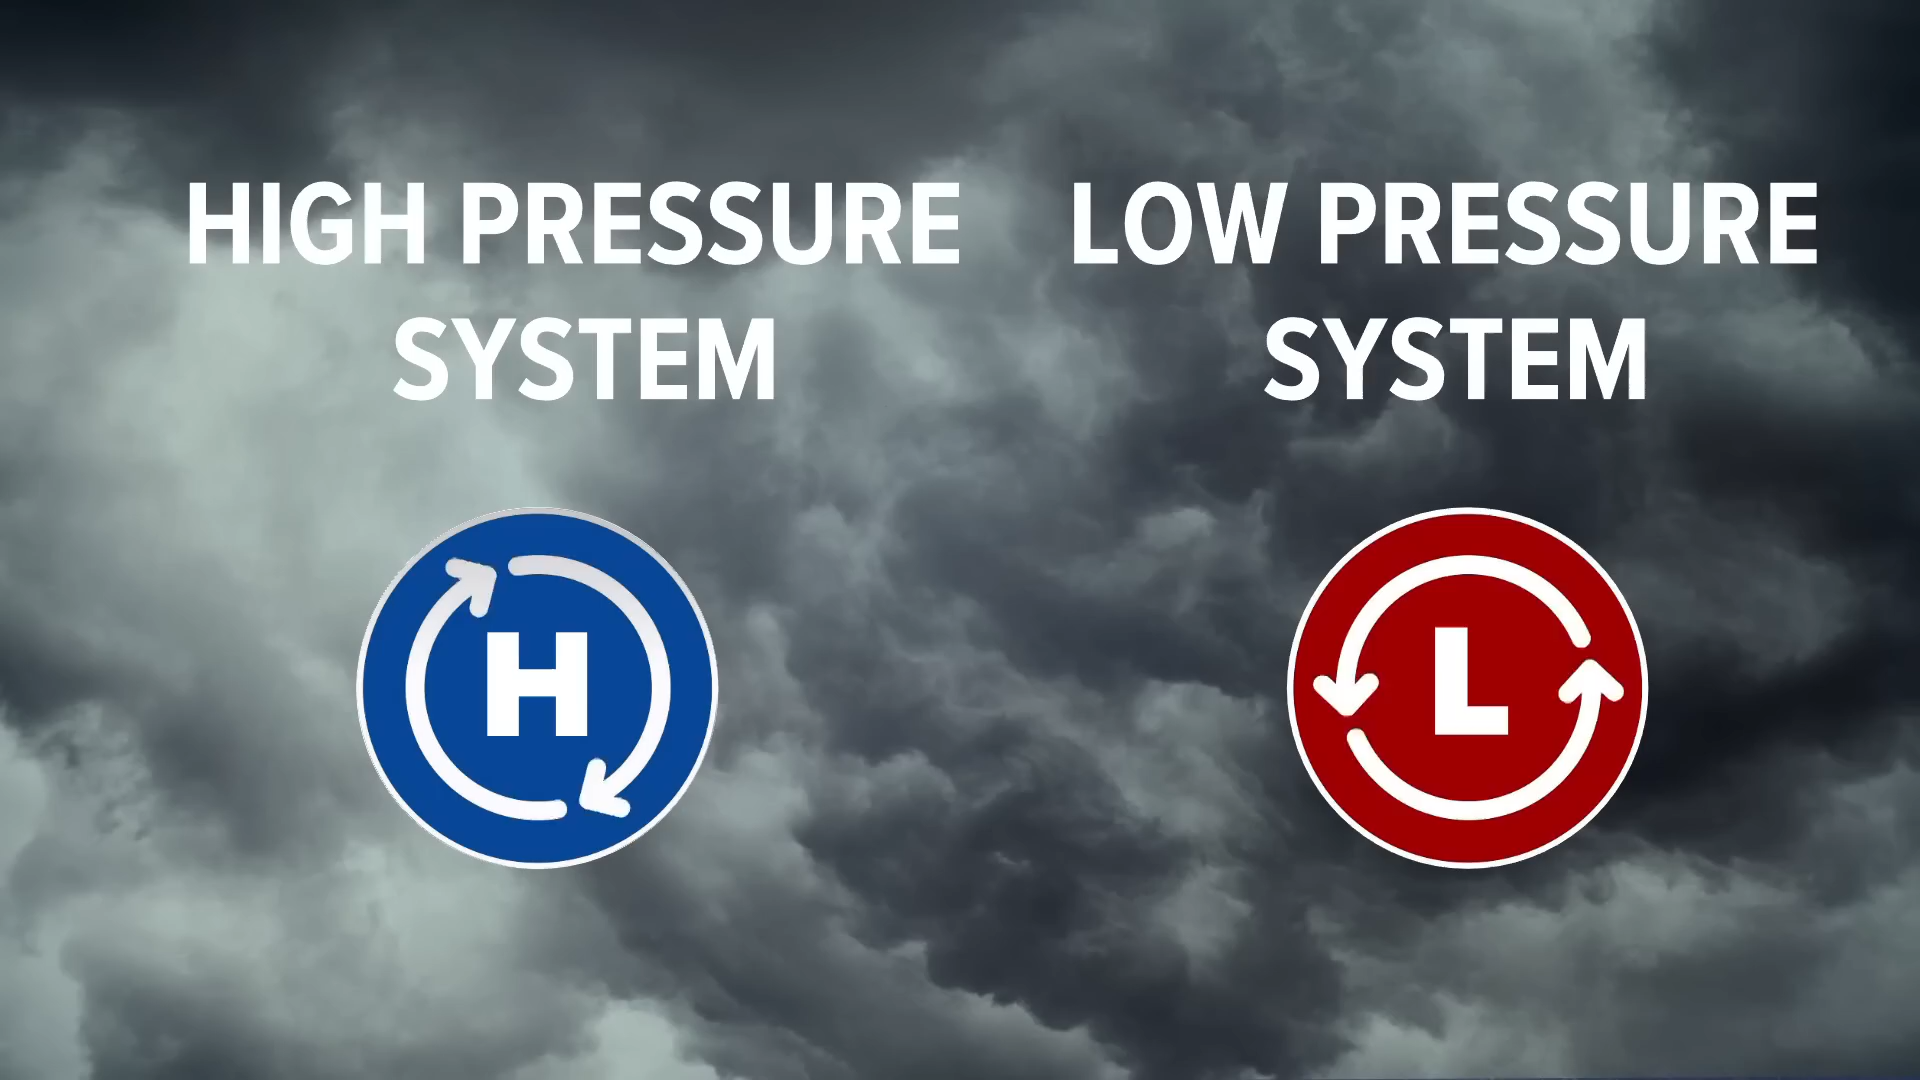 HIGH PRESSURE
SYSTEM
LOW PRESSURE
SYSTEM
H
L